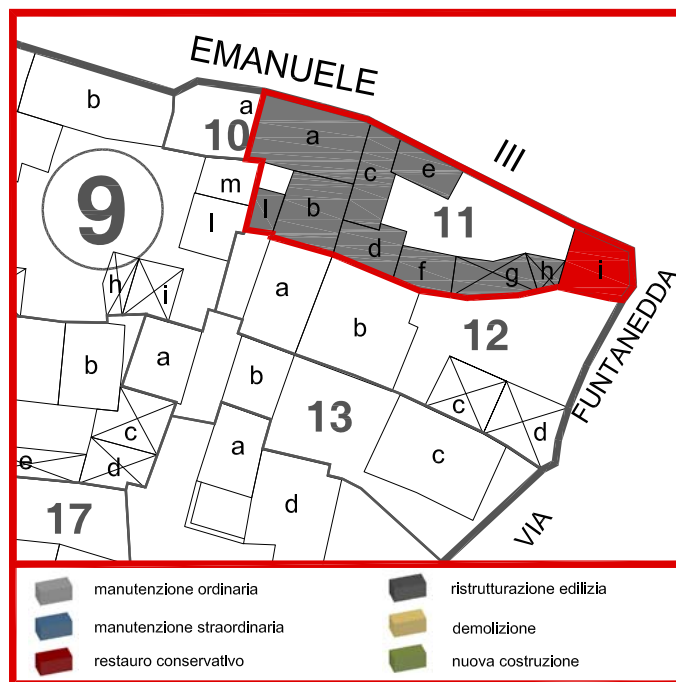 EMANUELE
III
b
a
10
a
e
c
11
m
9
l
l
b
d
f
g
h
i
h
i
a
b
12
FUNTANEDDA
b
a
b
13
c
d
c
a
c
e
d
d
17
VIA
manutenzione ordinaria
ristrutturazione edilizia
manutenzione straordinaria
demolizione
restauro conservativo
nuova costruzione